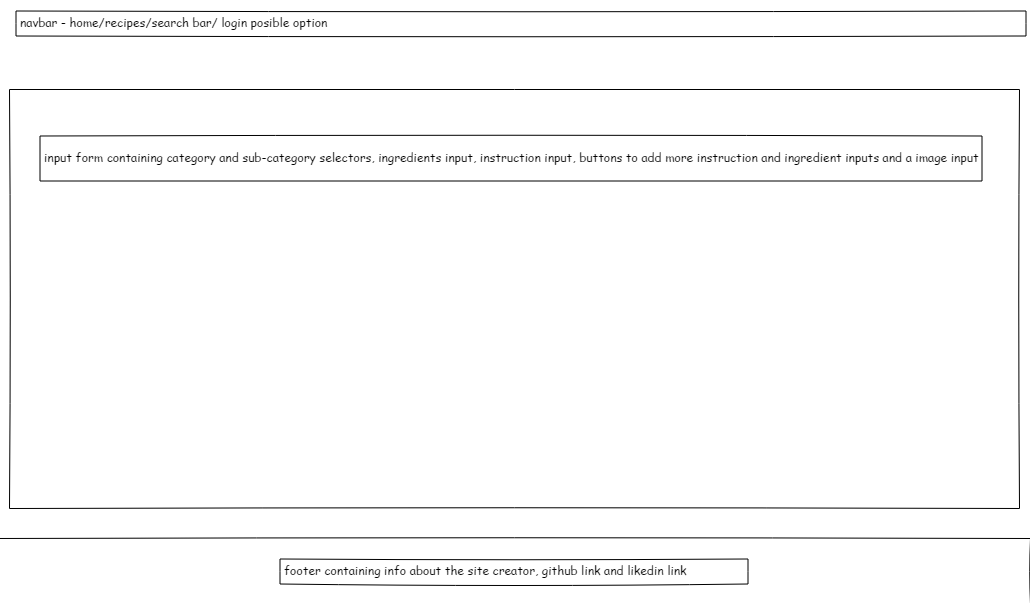 navbar - home/recipes/search bar/ login posible option
input form containing category and sub-category selectors, ingredients input, instruction input, buttons to add more instruction and ingredient inputs and a image input
footer containing info about the site creator, github link and likedin link